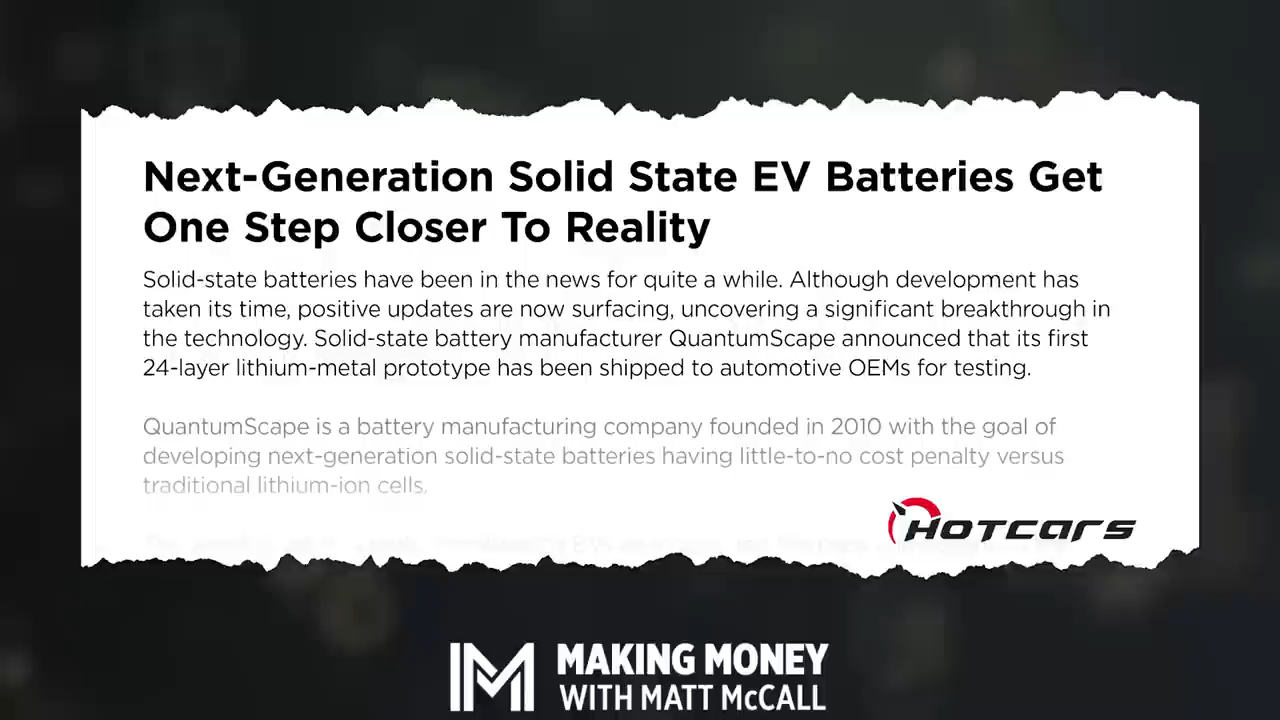 Next-Generation Solid State EV Batteries Get
One Step Closer To Reality
Solid-state batteries have been in the news for quite a while. Although development has
taken its time, positive updates are now surfacing, uncovering a significant breakthrough in
the technology. Solid-state battery manufacturer QuantumScape announced that its first
24-layer lithium-metal prototype has been shipped to automotive OEMs for testing.
QuantumScape is a battery manufacturing company founded in 2010 with the goal of
developing next-generation solid-state batteries having little-to-no cost penalty versus
traditional lithium-ion cells.
HOTCARS
MAKING MONEY
WITH MATT McCALL